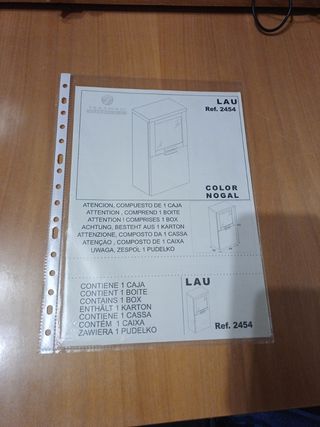 LAU
Ref. 2454
COLOR
NOGAL
ATENCION, COMPUESTO DE 1 CAJA
ATTENTION , COMPREND 1 BOITE
ATTENTION ! COMPRISES 1 BOX
ACHTUNG, BESTEHT AUS 1 KARTON
ATTENZIONE, COMPOSTO DA 1 CASSA
ATENÇÃO , COMPOSTO DE 1 CAIXA
UWAGA, ZESPOL 1 PUDELKO
CONTIENE 1 CAJA
CONTIENT 1 BOITE
CONTAINS 1 BOX
ENTHÄLT 1 KARTON
CONTIENE 1 CASSA
CONTÉM 1 CAIXA
ZAWIERA 1 PUDELKO
LAU
Ref. 2454